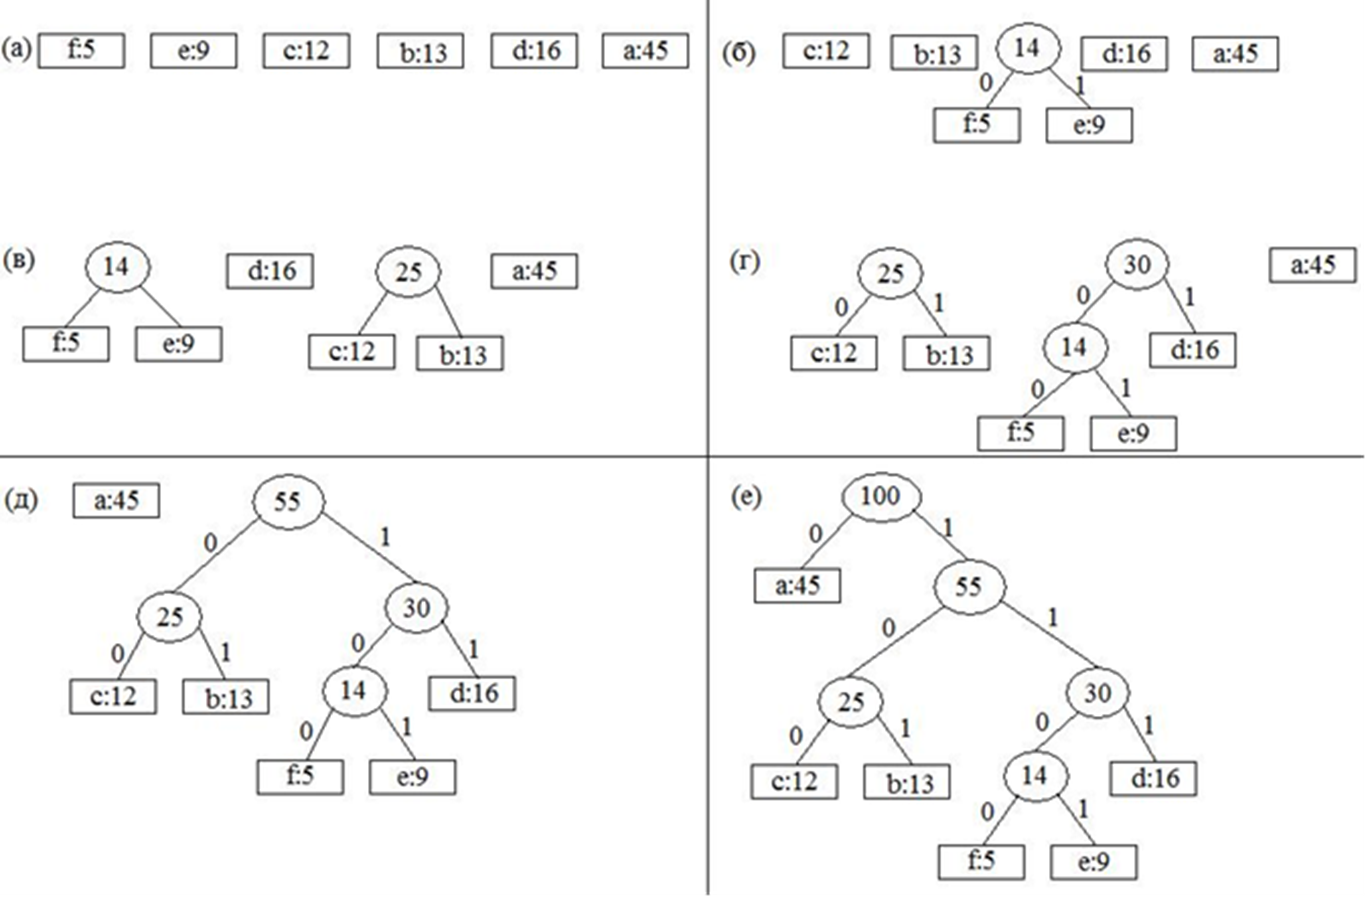 (а) f:5 e:9 c:12 b:13 d:16 a:45
(б) c:12 b:13 14 d:16 a:45
0 1
f:5 e:9
(в) 14 d:16 25 a:45
f:5 e:9 c:12 b:13
(г) 25 30 a:45
0 1 0 1
c:12 b:13 14 d:16
0 1
f:5 e:9
(д) a:45 55
0 1
25 30
0 1 0 1
c:12 b:13 14 d:16
0 1
f:5 e:9
(е) 100
0 1
a:45 55
0 1
25 30
0 1 0 1
c:12 b:13 14 d:16
0 1
f:5 e:9